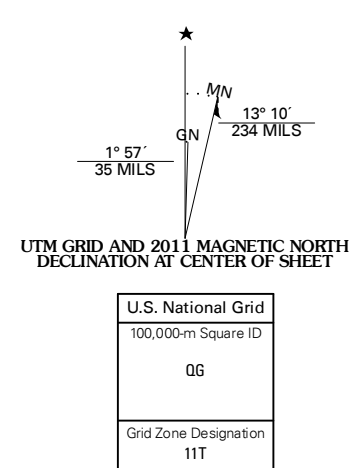 ★
MN
13° 10´
234 MILS
GN
1° 57´
35 MILS
UTM GRID AND 2011 MAGNETIC NORTH
DECLINATION AT CENTER OF SHEET
U.S. National Grid
100,000-m Square ID
QG
Grid Zone Designation
11T